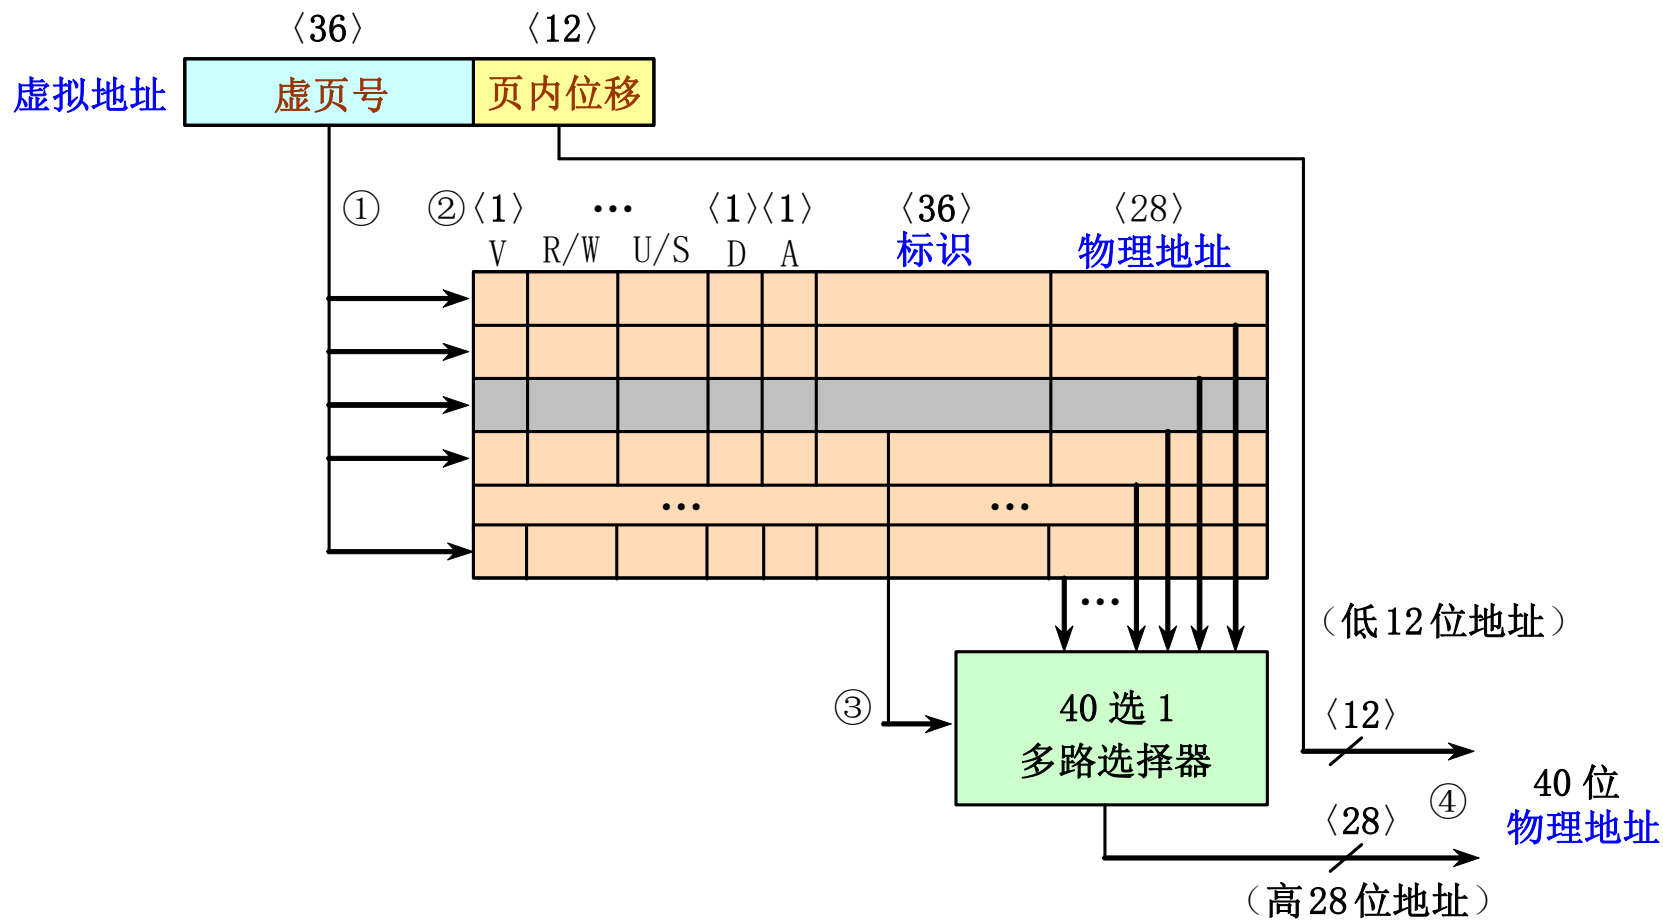 〈36〉 〈12〉
虚拟地址 虚页号 页内位移
① ② 〈1〉 … 〈1〉〈1〉 〈36〉 〈28〉
V R/W U/S D A 标识 物理地址
… …
…
（低12位地址）
③ 40 选 1
多路选择器
〈12〉
40 位
④
物理地址
〈28〉
（高28位地址）